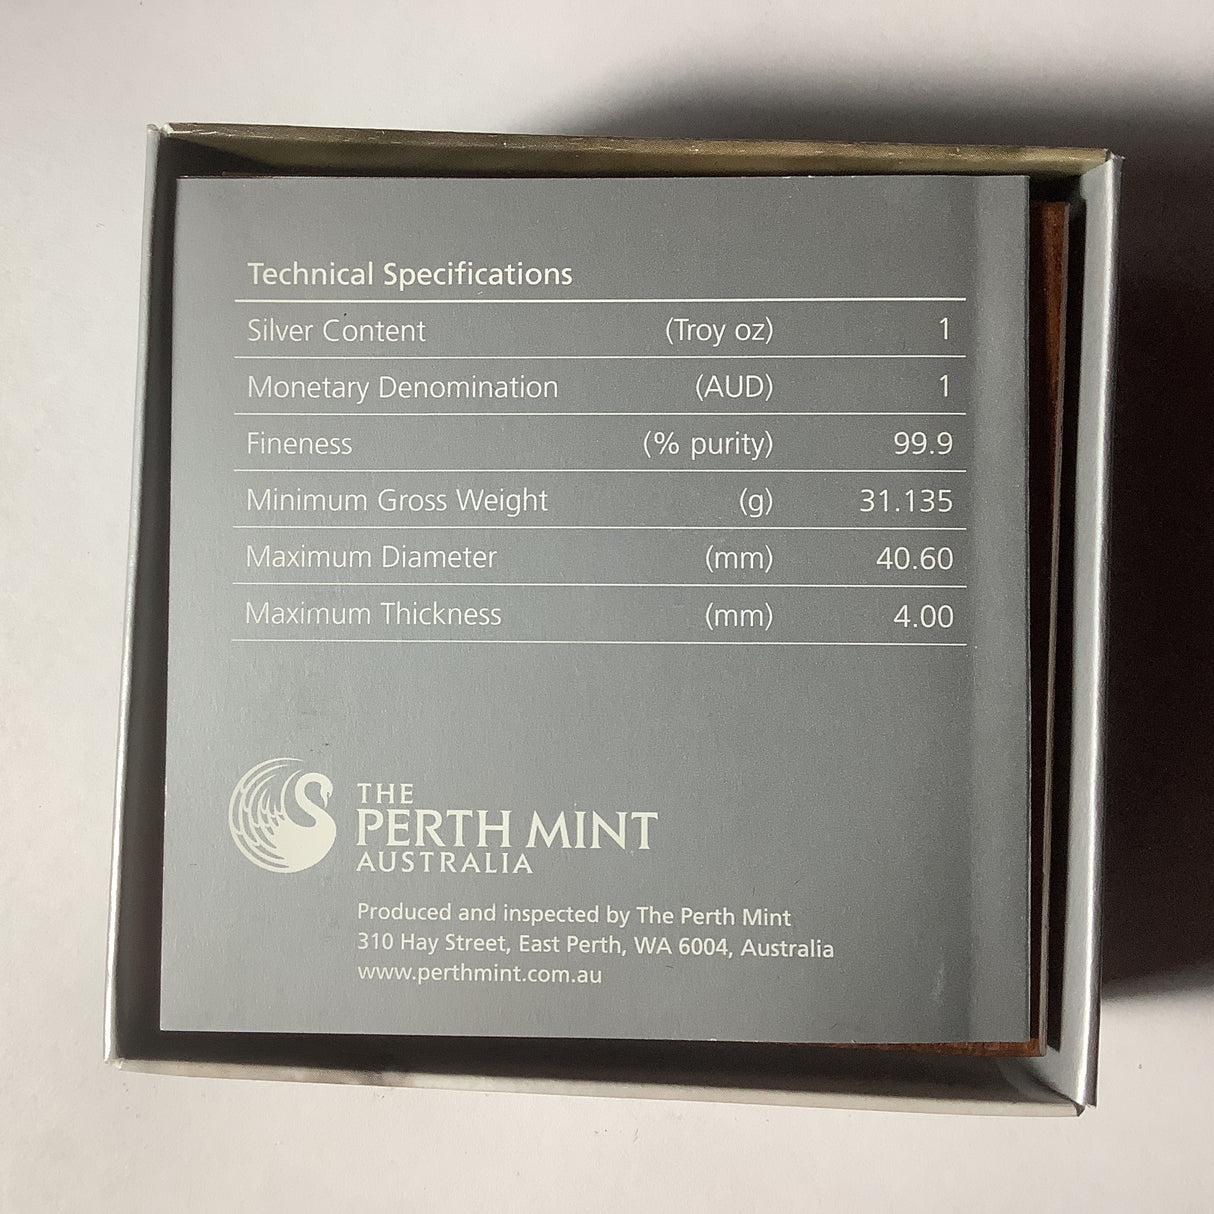 Technical Specifications
Silver Content (Troy oz) 1
Monetary Denomination (AUD) 1
Fineness (% purity) 99.9
Minimum Gross Weight (g) 31.135
Maximum Diameter (mm) 40.60
Maximum Thickness (mm) 4.00
THE
PERTH MINT
AUSTRALIA
Produced and inspected by The Perth Mint
310 Hay Street, East Perth, WA 6004, Australia
www.perthmint.com.au